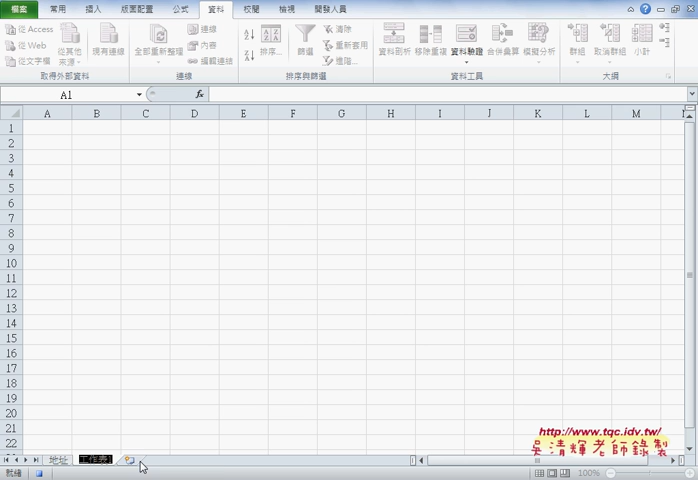 檔案 常用 插入 版面配置 公式 資料 校閱 檢視 開發人員
從 Access
從 Web
從文字檔
從其他來源
現有連線
取得外部資料
全部重新整理
連線
內容
編輯連結
連線
排序...
篩選
清除
重新套用
進階...
排序與篩選
資料剖析 移除重複 資料驗證 合併彙算 模擬分析
資料工具
群組 取消群組 小計
大綱
A1 fx
A B C D E F G H I J K L M N
1
2
3
4
5
6
7
8
9
10
11
12
13
14
15
16
17
18
19
20
21
22
http://www.tqc.idv.tw/
吳清輝老師錄製
地址 工作表1
就緒 100%